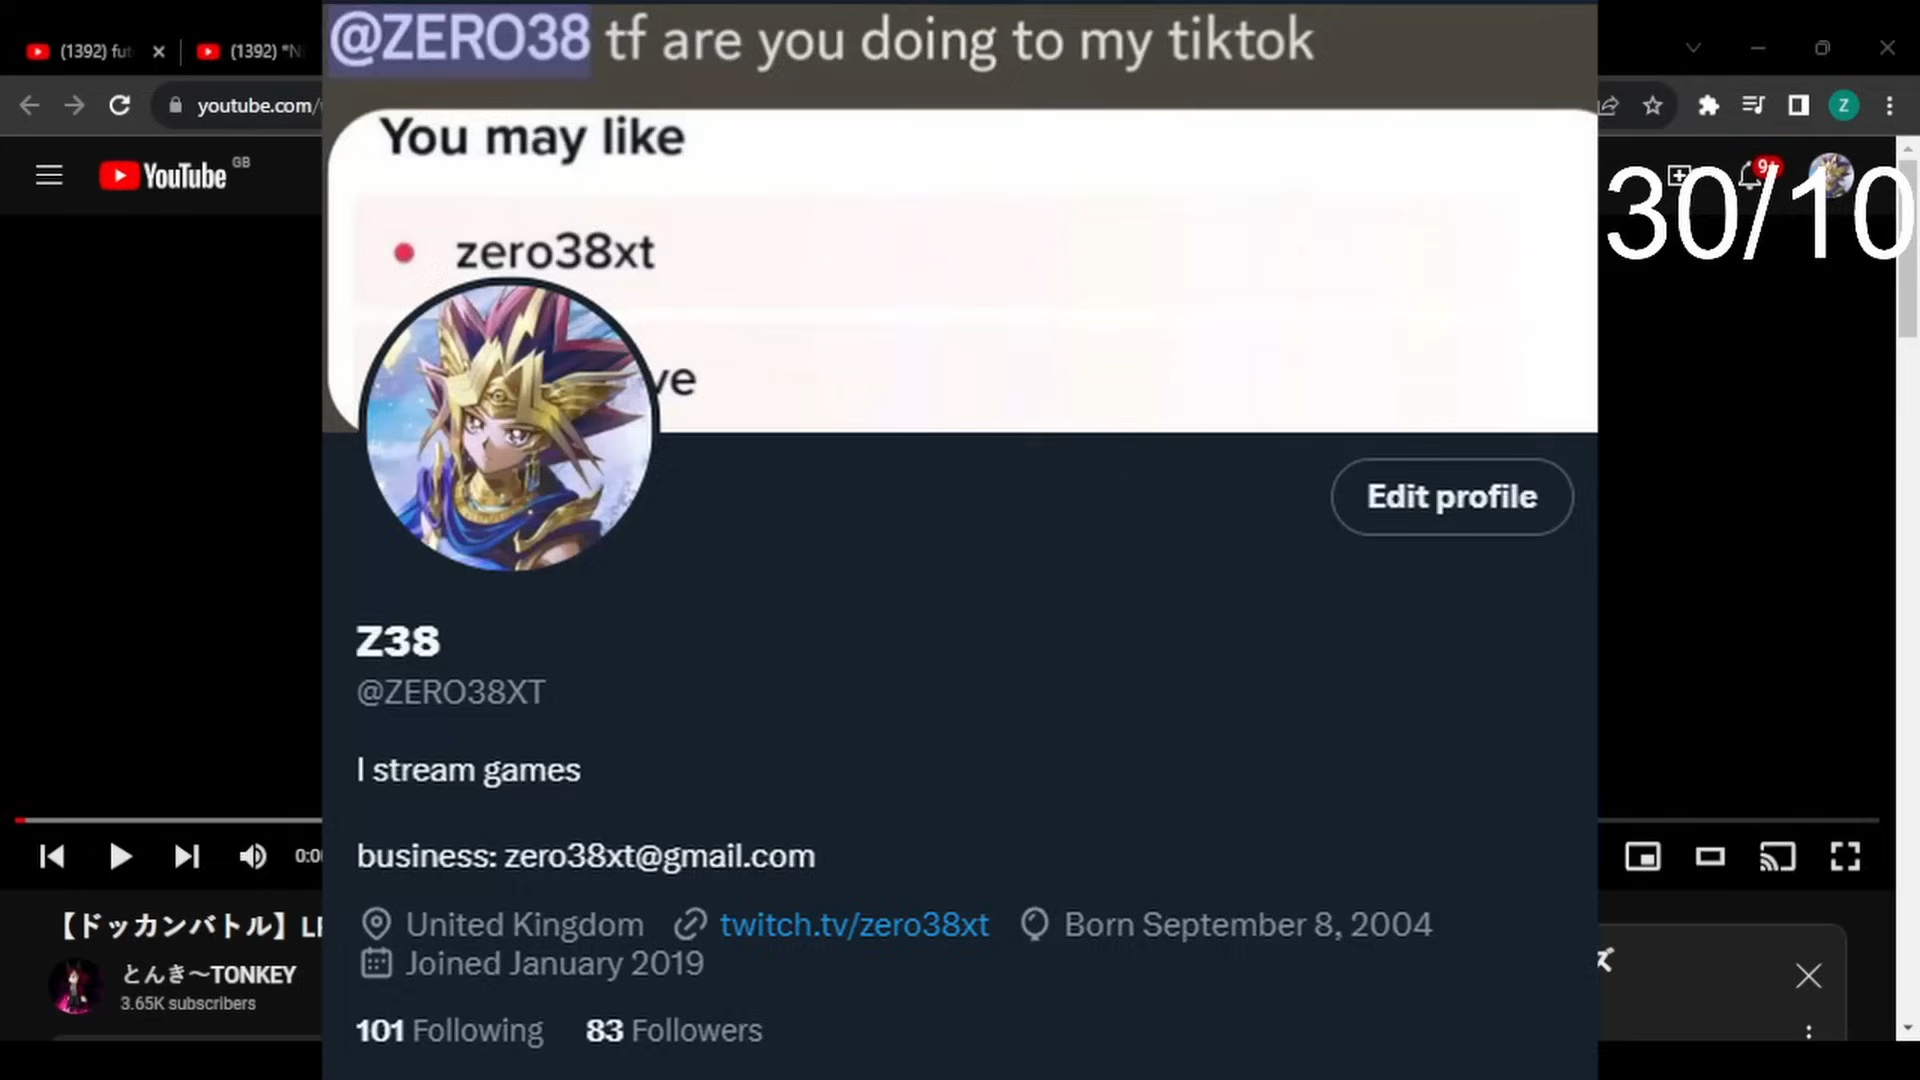 @ZERO38 tf are you doing to my tiktok
(1392) fut
(1392) *N
youtube.com/
Z
You may like
YouTube
GB
9+
30/10
zero38xt
ve
Edit profile
Z38
@ZERO38XT
I stream games
business: zero38xt@gmail.com
0:0
United Kingdom twitch.tv/zero38xt Born September 8, 2004
Joined January 2019
【ドッカンバトル】L
とんき〜TONKEY
3.65K subscribers
101 Following 83 Followers